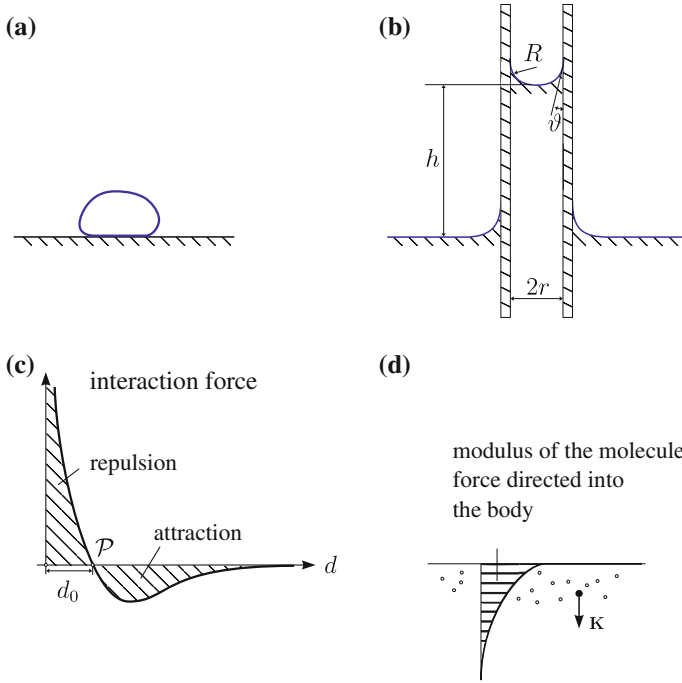 (a)
(b)
R
ϑ
h
2r
(c)
interaction force
repulsion
𝒫
attraction
d
d₀
(d)
modulus of the molecule
force directed into
the body
K